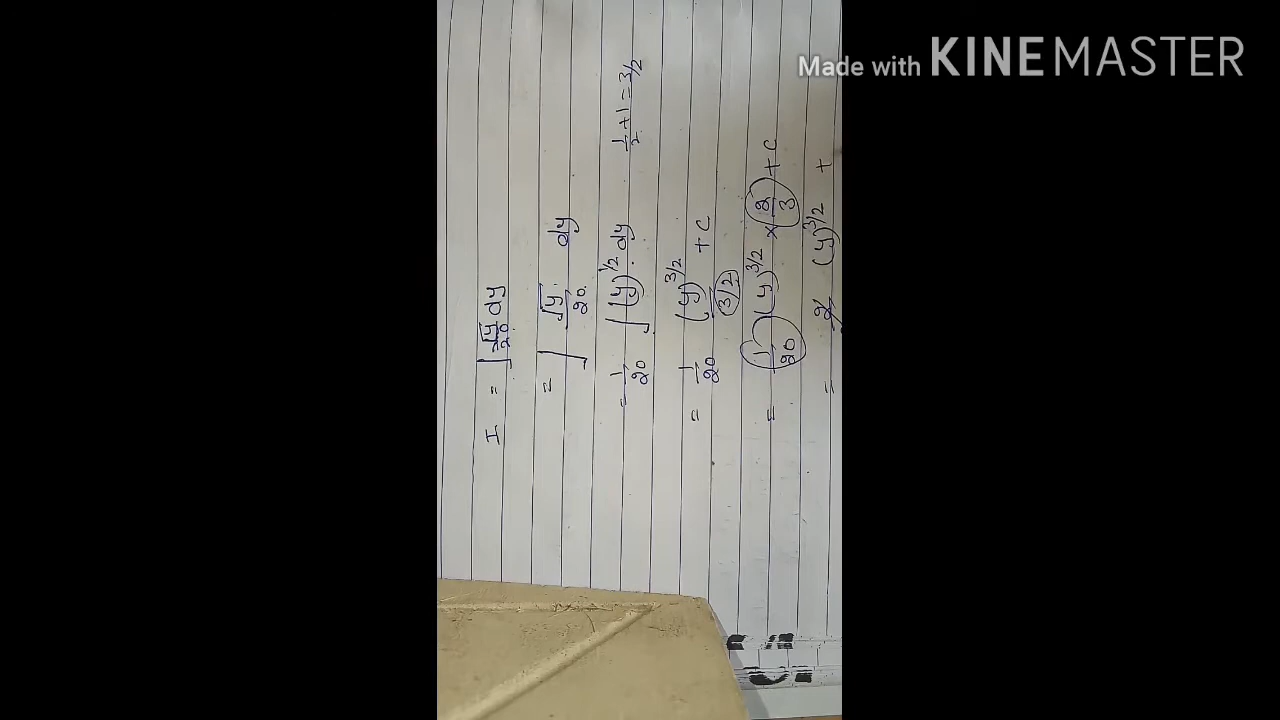 Made with KINEMASTER
I = ∫ √y/20 dy
= ∫ √y/20 dy
= 1/20 ∫ (y)^1/2 . dy 1/2 + 1 = 3/2
= 1/20 (y)^3/2 / (3/2) + c
= 1/20 (y)^3/2 × 2/3 + c
= (y)^3/2 +